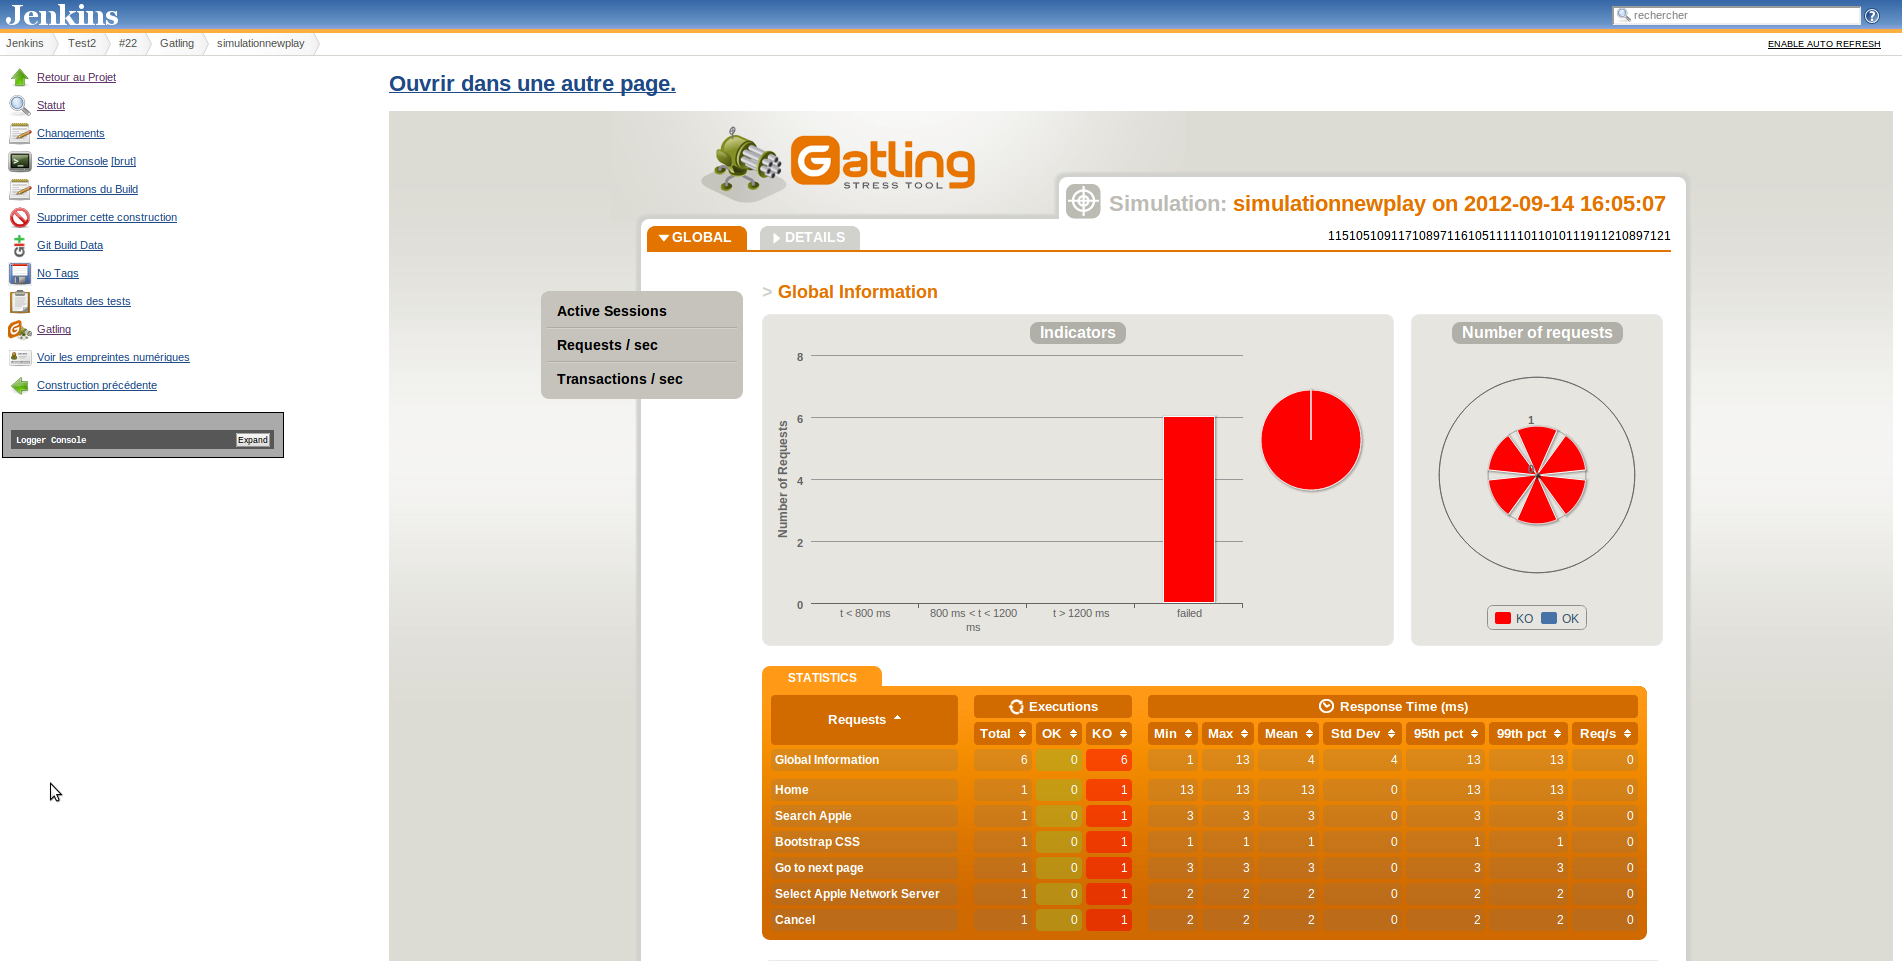 Jenkins
rechercher
Jenkins Test2 #22 Gatling simulationnewplay
ENABLE AUTO REFRESH
Retour au Projet
Statut
Changements
Sortie Console [brut]
Informations du Build
Supprimer cette construction
Git Build Data
No Tags
Résultats des tests
Gatling
Voir les empreintes numériques
Construction précédente
Logger Console Expand
Ouvrir dans une autre page.
Gatling
STRESS TOOL
Simulation: simulationnewplay on 2012-09-14 16:05:07
GLOBAL DETAILS
Active Sessions
Requests / sec
Transactions / sec
> Global Information
Indicators
Number of Requests
8
6
4
2
0
t < 800 ms
800 ms < t < 1200
ms
t > 1200 ms
failed
Number of requests
1
0
KO OK
STATISTICS
Requests Executions Response Time (ms)
Total OK KO Min Max Mean Std Dev 95th pct 99th pct Req/s
Global Information 6 0 6 1 13 4 4 13 13 0
Home 1 0 1 13 13 13 0 13 13 0
Search Apple 1 0 1 3 3 3 0 3 3 0
Bootstrap CSS 1 0 1 1 1 1 0 1 1 0
Go to next page 1 0 1 3 3 3 0 3 3 0
Select Apple Network Server 1 0 1 2 2 2 0 2 2 0
Cancel 1 0 1 2 2 2 0 2 2 0